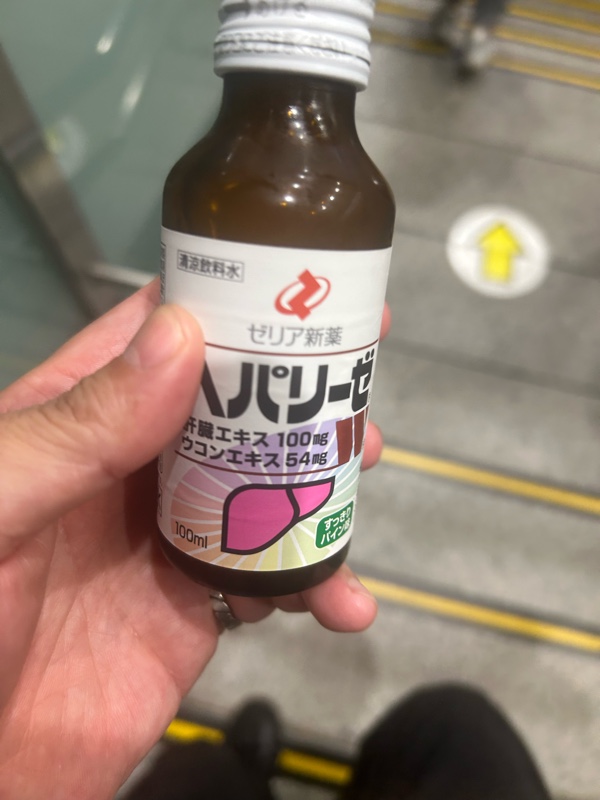 清涼飲料水
ゼリア新薬
ヘパリーゼ
W
肝臓エキス 100mg
ウコンエキス 54mg
すっきり
パイン味
100ml